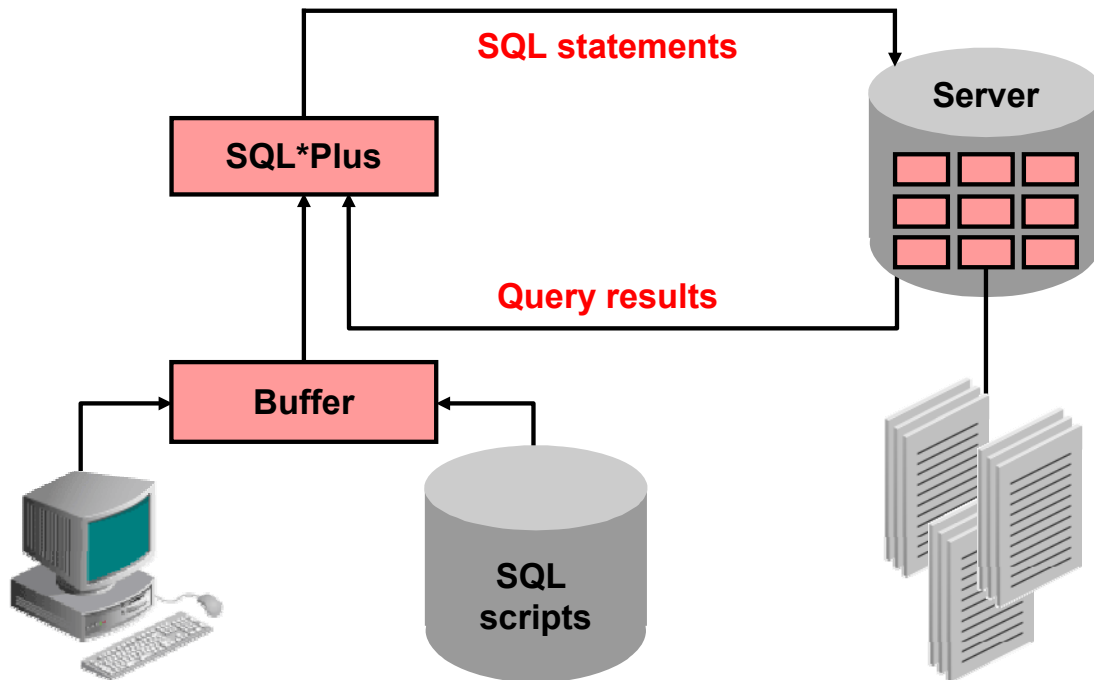 SQL statements
Server
SQL*Plus
Query results
Buffer
SQL
scripts